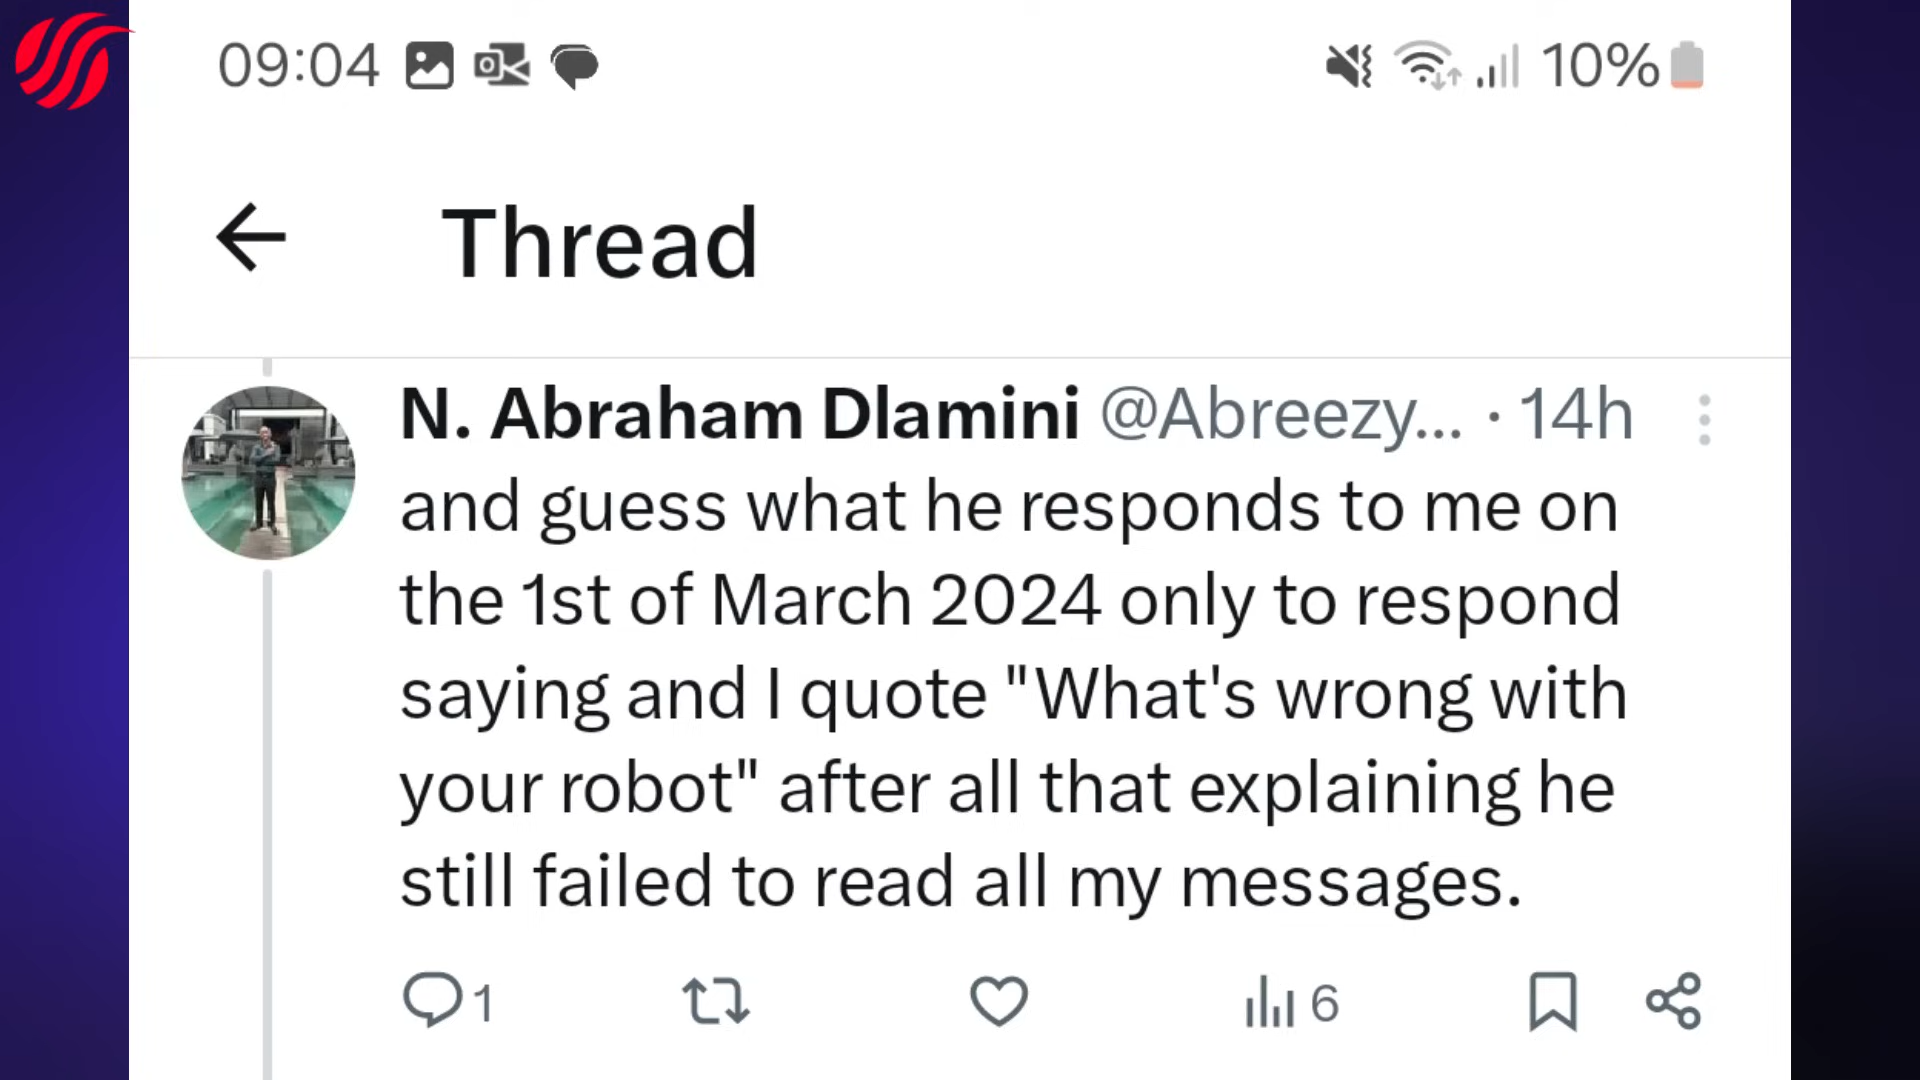 09:04 10%
Thread
N. Abraham Dlamini @Abreezy... · 14h
and guess what he responds to me on
the 1st of March 2024 only to respond
saying and I quote "What's wrong with
your robot" after all that explaining he
still failed to read all my messages.
1 6